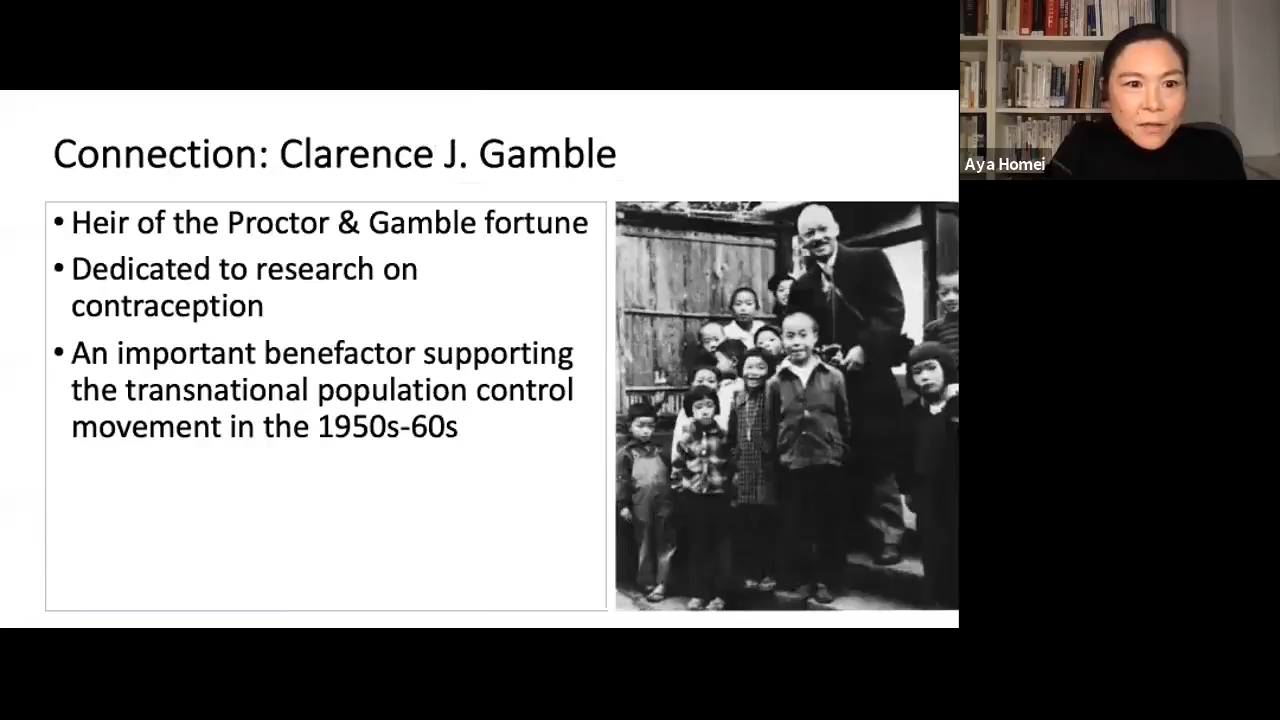 Connection: Clarence J. Gamble
• Heir of the Proctor & Gamble fortune
• Dedicated to research on
contraception
• An important benefactor supporting
the transnational population control
movement in the 1950s-60s
Aya Homei